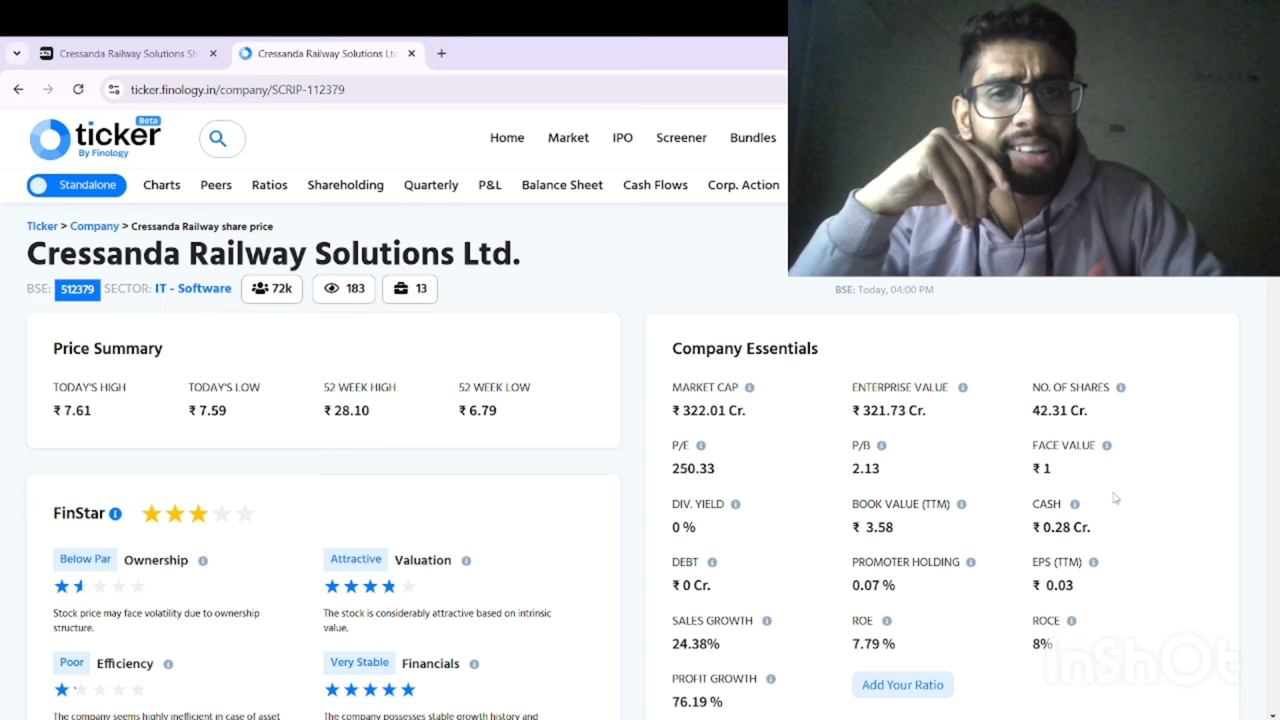 Cressanda Railway Solutions Sh
Cressanda Railway Solutions Ltd
ticker.finology.in/company/SCRIP-112379
ticker Beta
By Finology
Home Market IPO Screener Bundles
Standalone Charts Peers Ratios Shareholding Quarterly P&L Balance Sheet Cash Flows Corp. Action
Ticker > Company > Cressanda Railway share price
Cressanda Railway Solutions Ltd.
BSE: 512379 SECTOR: IT - Software 72k 183 13
BSE: Today, 04:00 PM
Price Summary
TODAY'S HIGH TODAY'S LOW 52 WEEK HIGH 52 WEEK LOW
₹ 7.61 ₹ 7.59 ₹ 28.10 ₹ 6.79
FinStar
Below Par Ownership Attractive Valuation
Stock price may face volatility due to ownership
structure.
The stock is considerably attractive based on intrinsic
value.
Poor Efficiency Very Stable Financials
The company seems highly inefficient in case of asset
The company possesses stable growth history and
Company Essentials
MARKET CAP ENTERPRISE VALUE NO. OF SHARES
₹ 322.01 Cr. ₹ 321.73 Cr. 42.31 Cr.
P/E P/B FACE VALUE
250.33 2.13 ₹ 1
DIV. YIELD BOOK VALUE (TTM) CASH
0 % ₹ 3.58 ₹ 0.28 Cr.
DEBT PROMOTER HOLDING EPS (TTM)
₹ 0 Cr. 0.07 % ₹ 0.03
SALES GROWTH ROE ROCE
24.38% 7.79 % 8%
PROFIT GROWTH
76.19 %
Add Your Ratio
InShOt